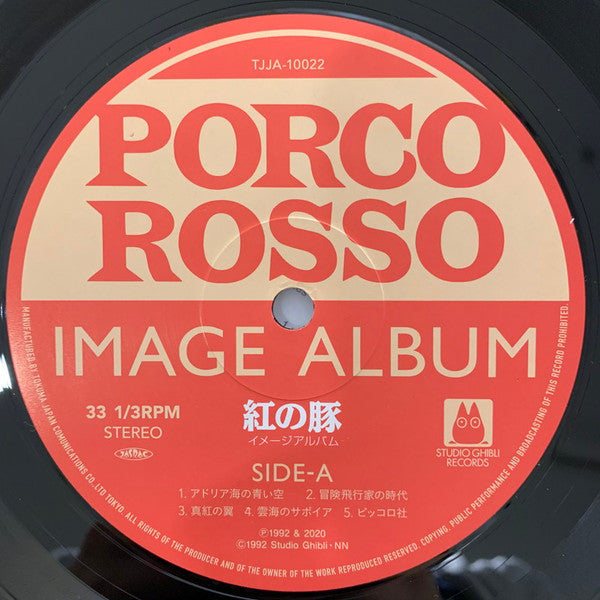 TJJA-10022
PORCO
ROSSO
IMAGE ALBUM
33 1/3RPM
STEREO
JASRAC
紅の豚
イメージアルバム
STUDIO GHIBLI
RECORDS
SIDE-A
1. アドリア海の青い空 2. 冒険飛行家の時代
3. 真紅の翼 4. 雲海のサボイア 5. ピッコロ社
Ⓟ1992 & 2020
©1992 Studio Ghibli・NN
MANUFACTURED BY TOKUMA JAPAN COMUNICATIONS CO., LTD TOKYO. ALL RIGHTS OF THE PRODUCER AND OF THE OWNER OF THE WORK REPRODUCED RESERVED. COPYING, PUBLIC PERFORMANCE AND BROADCASTING OF THIS RECORD PROHIBITED.